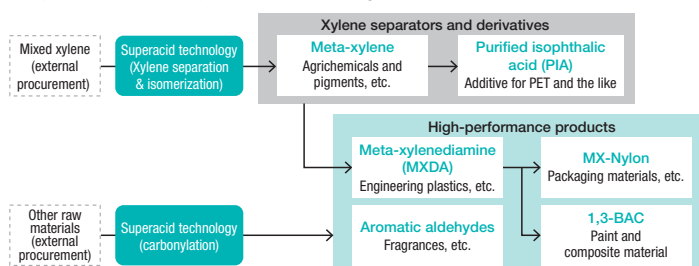 Xylene separators and derivatives
Mixed xylene
(external
procurement)
Superacid technology
(Xylene separation
& isomerization)
Meta-xylene
Agrichemicals and
pigments, etc.
Purified isophthalic
acid (PIA)
Additive for PET and the like
High-performance products
Meta-xylenediamine
(MXDA)
Engineering plastics, etc.
MX-Nylon
Packaging materials, etc.
Other raw
materials
(external
procurement)
Superacid technology
(carbonylation)
Aromatic aldehydes
Fragrances, etc.
1,3-BAC
Paint and
composite material